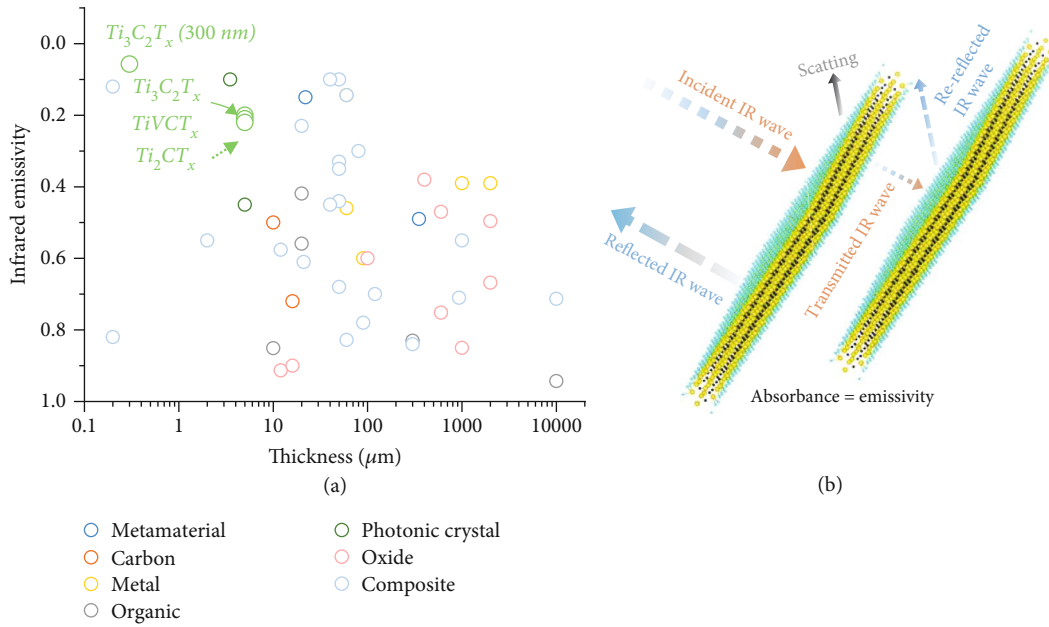 Infrared emissivity
0.0
0.2
0.4
0.6
0.8
1.0
Ti₃C₂Tₓ (300 nm)
Ti₃C₂Tₓ
TiVCTₓ
Ti₂CTₓ
0.1
1
10
100
1000
10000
Thickness (μm)
(a)
Metamaterial
Carbon
Metal
Organic
Photonic crystal
Oxide
Composite
Incident IR wave
Scatting
Re-reflected
IR wave
Reflected IR wave
Transmitted IR wave
Absorbance = emissivity
(b)